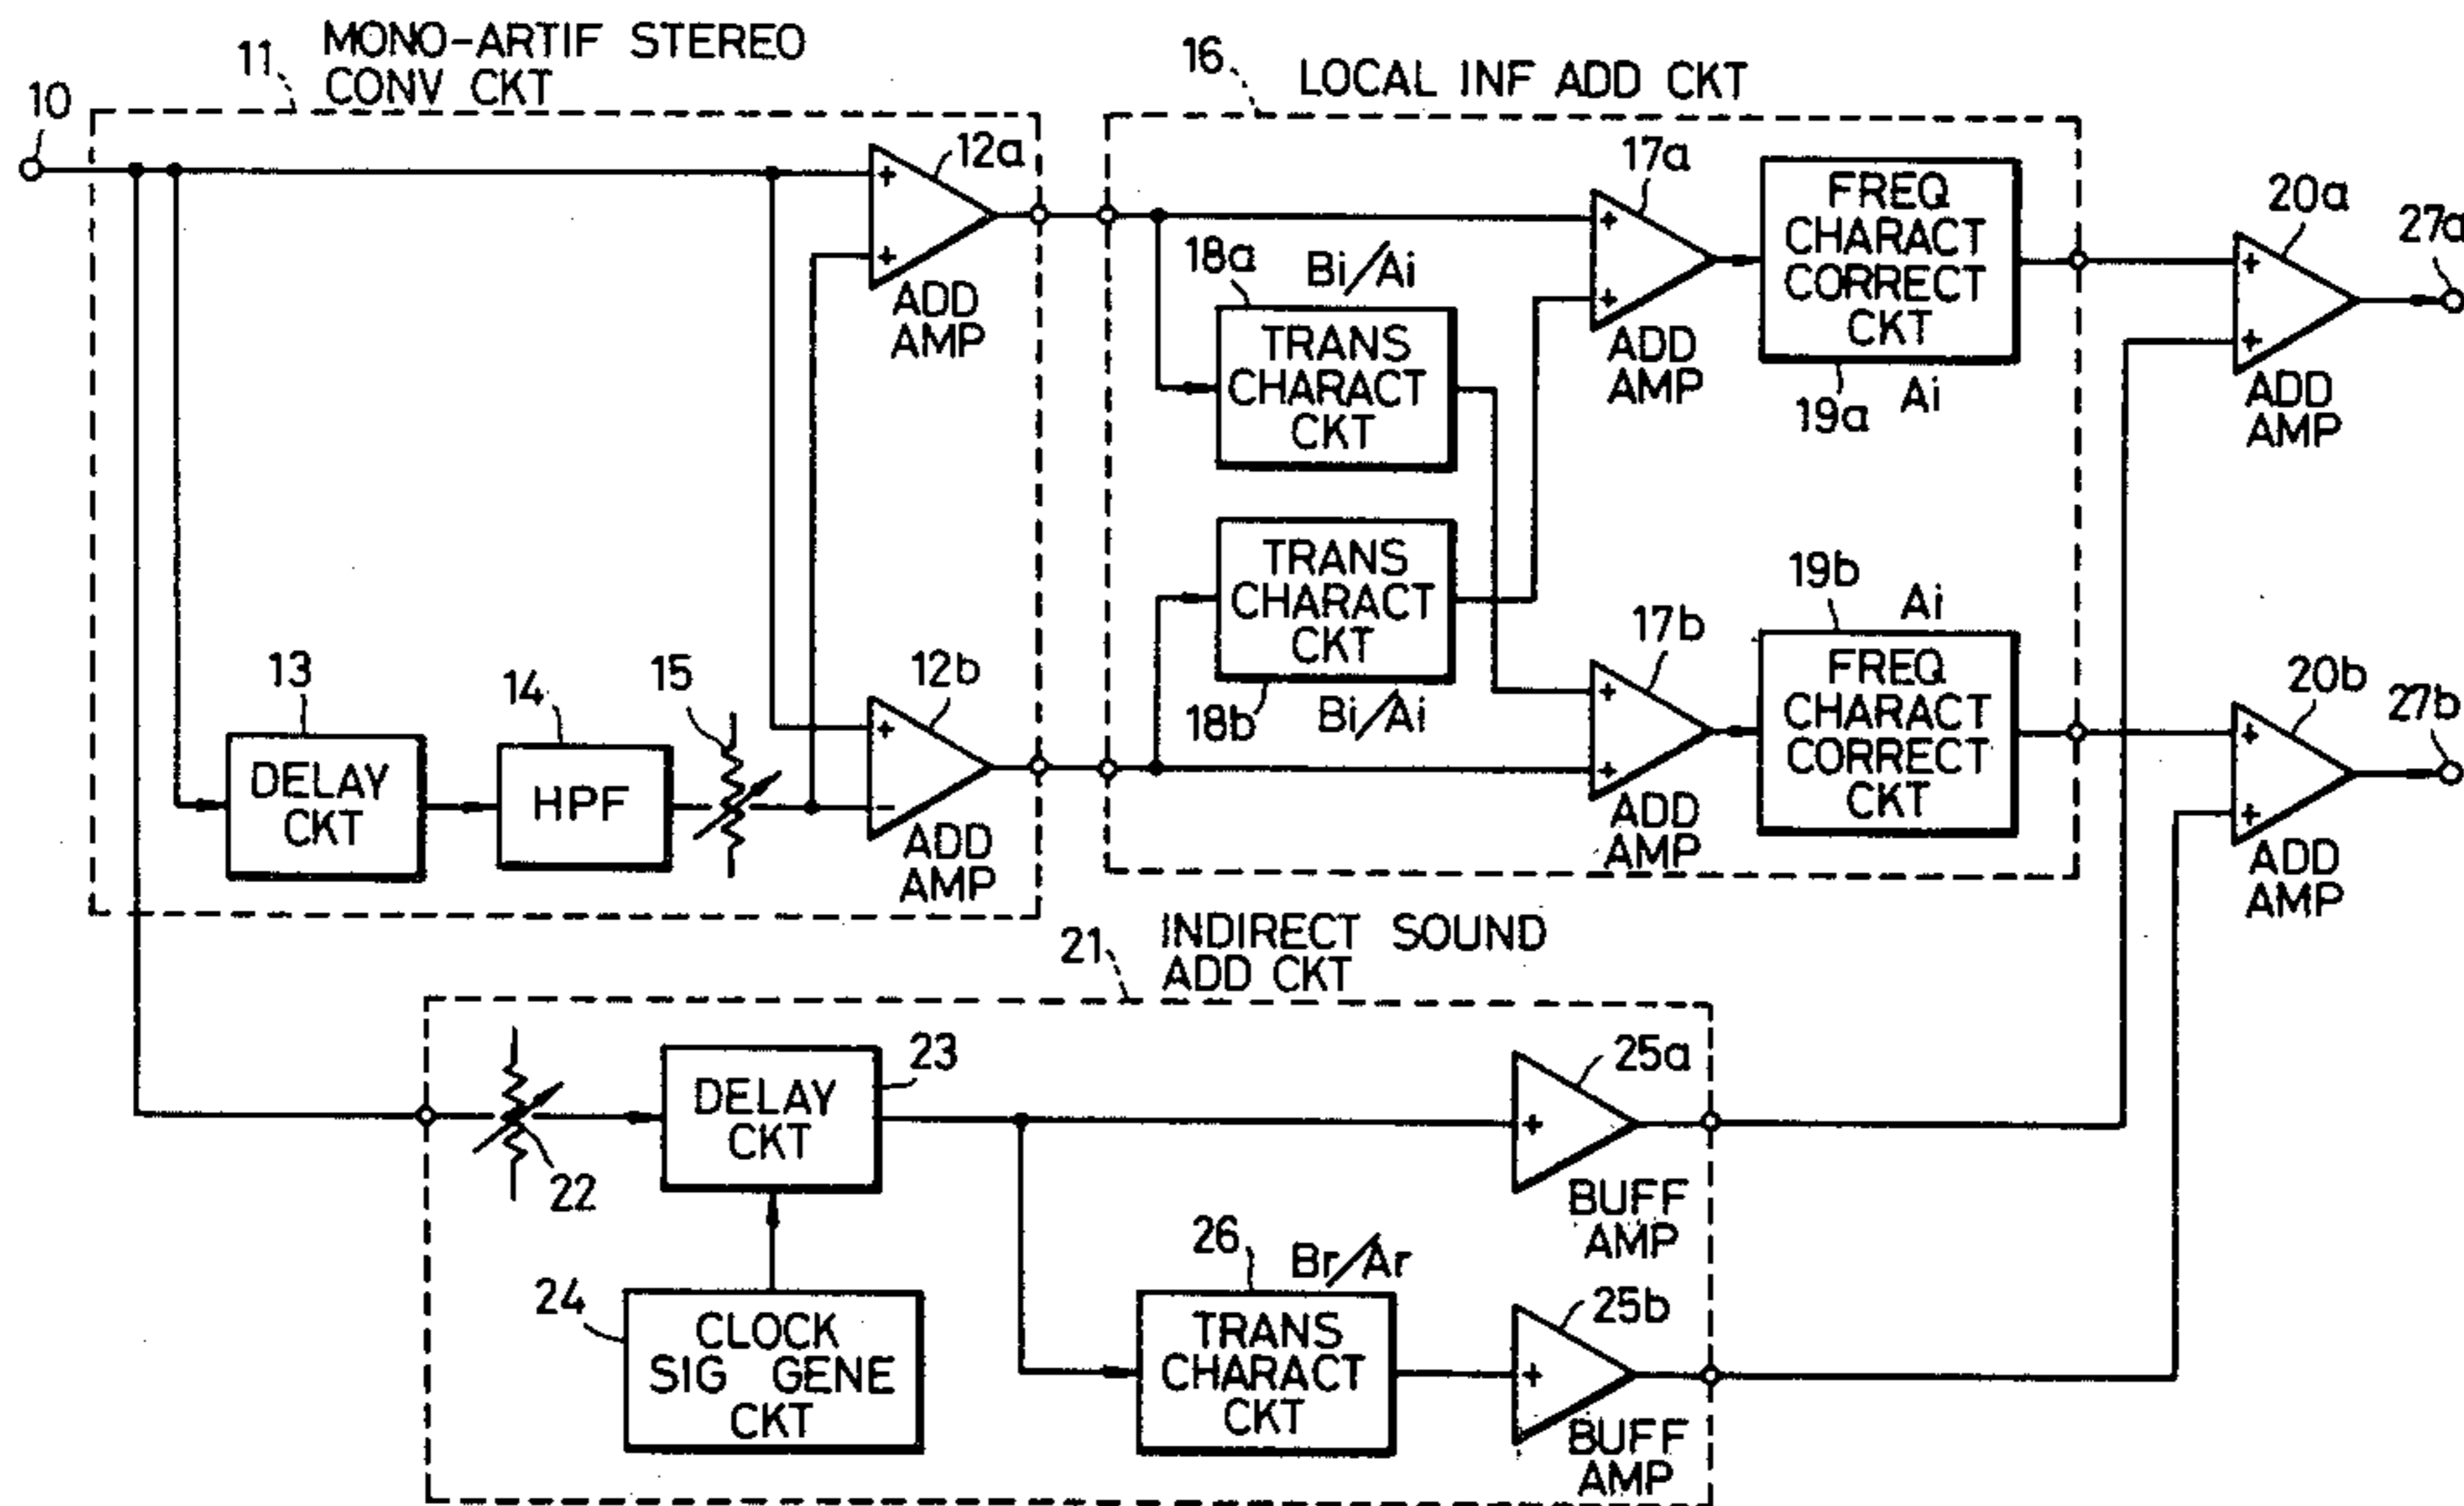 MONO-ARTIF STEREO
CONV CKT
11
10
12a
ADD
AMP
13
DELAY
CKT
14
HPF
15
12b
ADD
AMP
16
LOCAL INF ADD CKT
17a
ADD
AMP
18a
Bi/Ai
TRANS
CHARACT
CKT
FREQ
CHARACT
CORRECT
CKT
19a
Ai
TRANS
CHARACT
CKT
18b
Bi/Ai
17b
ADD
AMP
19b
Ai
FREQ
CHARACT
CORRECT
CKT
20a
ADD
AMP
27a
20b
ADD
AMP
27b
21
INDIRECT SOUND
ADD CKT
22
23
DELAY
CKT
24
CLOCK
SIG GENE
CKT
25a
BUFF
AMP
26
Br/Ar
TRANS
CHARACT
CKT
25b
BUFF
AMP